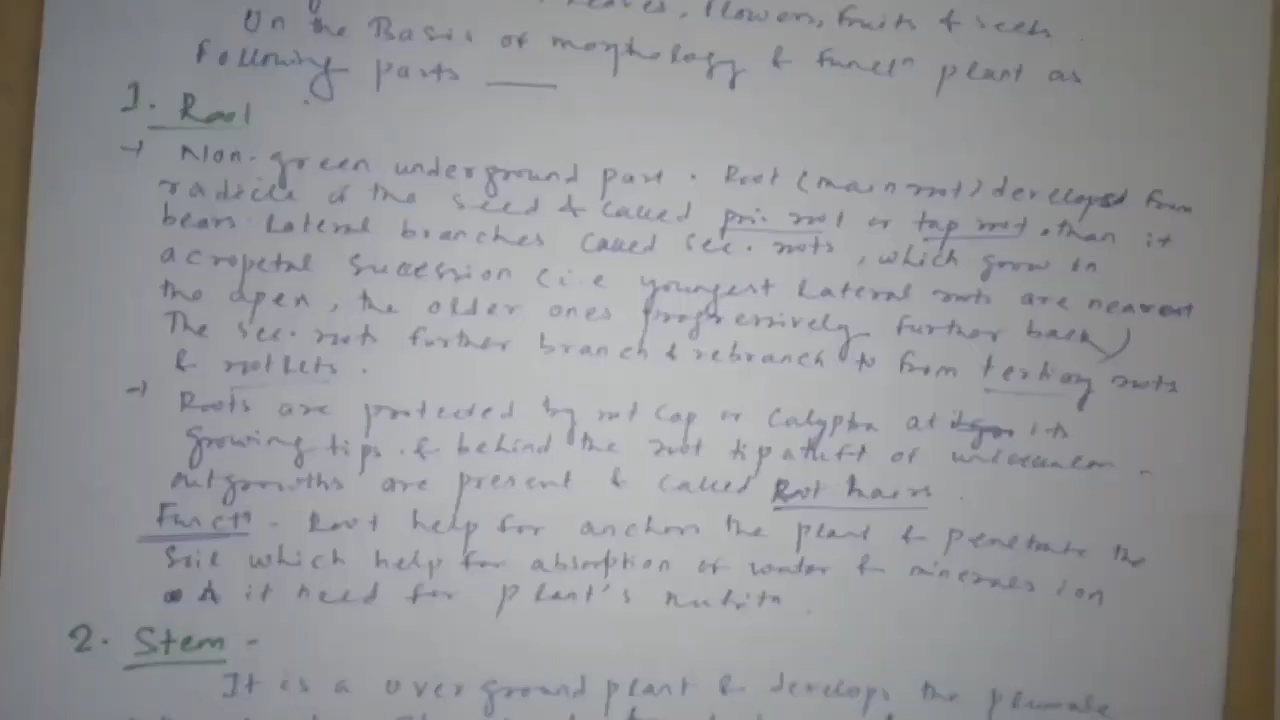 , flowers, fruits & seeds
On the Basis of morphology & funcⁿ plant as
following parts ___
1. Root
→ Non-green underground part. Root (main root) developed from
radicle of the seed & called pri. root or tap root, than it
bears lateral branches called sec. roots, which grow in
acropetal succession (i.e youngest lateral roots are nearest
the apex, the older ones progressively further back)
The sec. roots further branch & rebranch to from tertiary roots
& rootlets.
→ Roots are protected by root cap or calyptra at its
growing tips. & behind the root tip a tuft of unicellular
outgrowths are present & called Root hairs.
Functⁿ - Root help for anchor the plant & penetrate the
Soil which help for absorption of water & minerals ion
it need for plant's nutritn.
2. Stem -
It is a over ground plant & develops the plumule